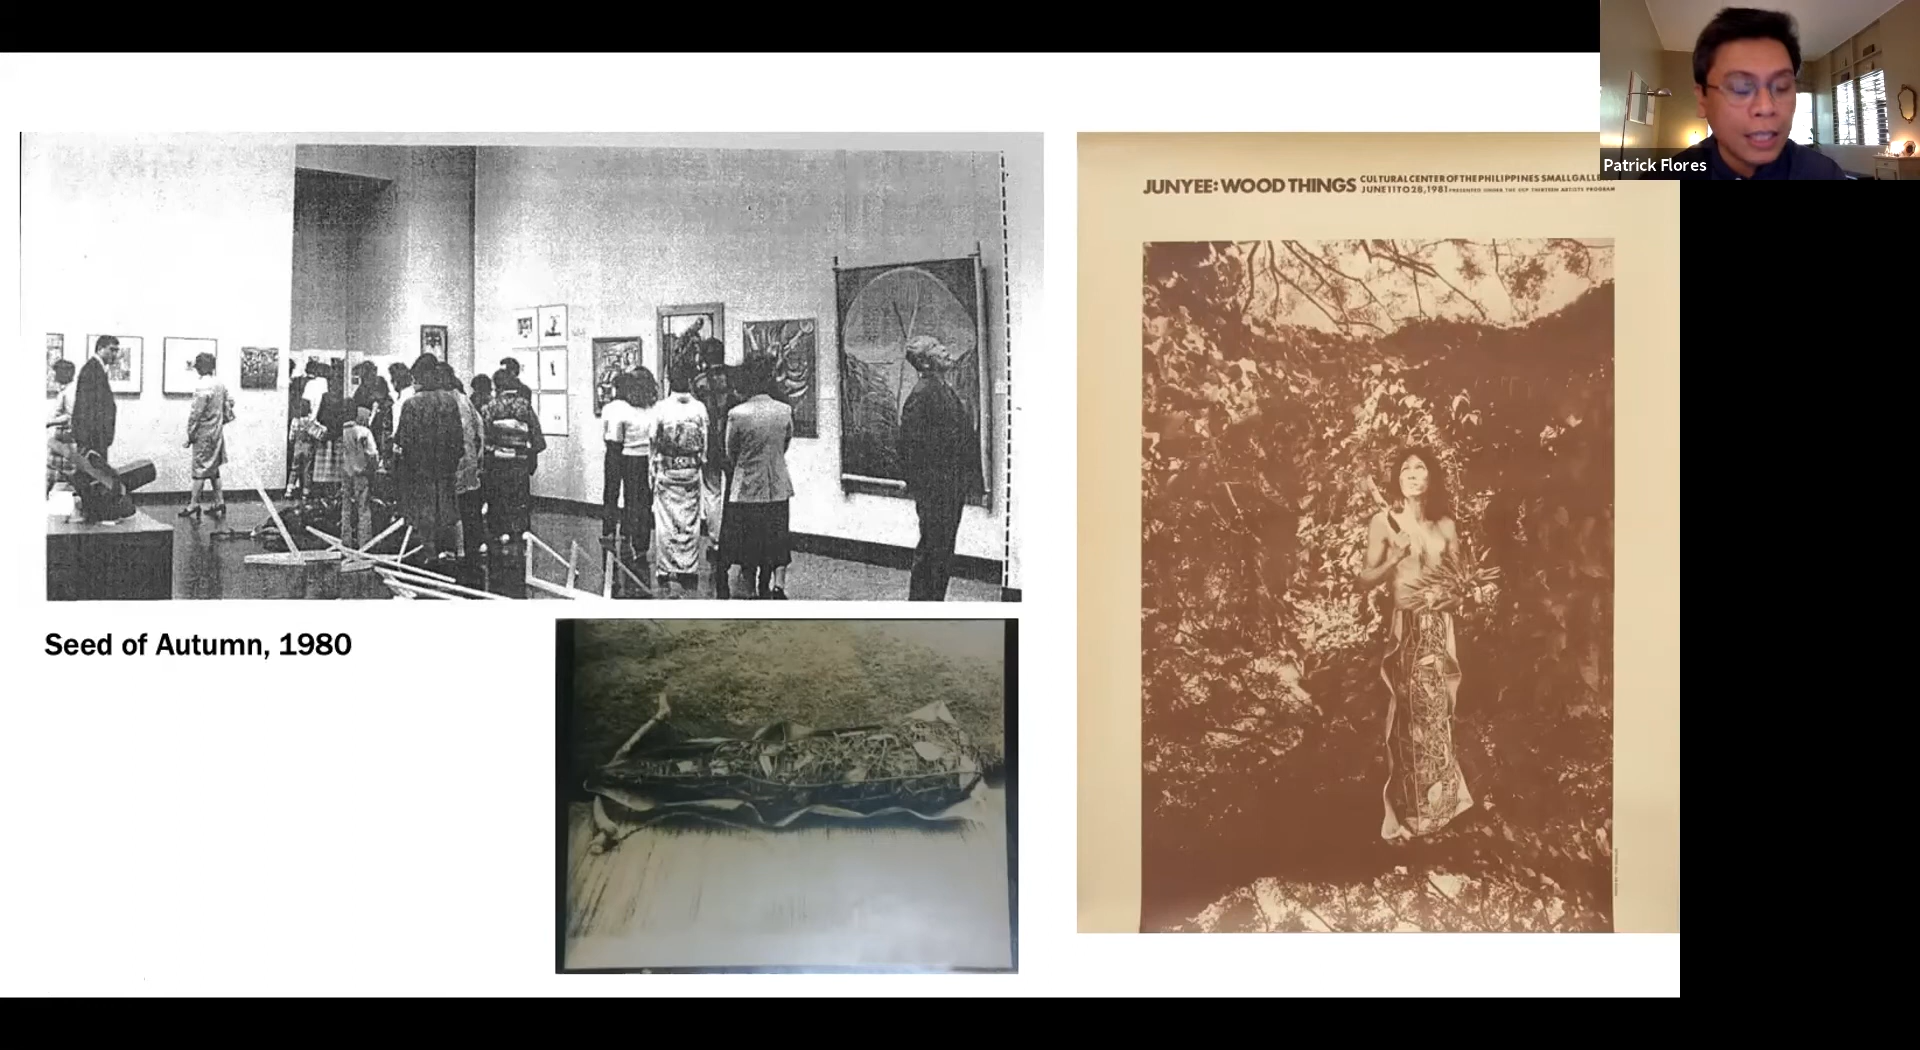 Patrick Flores
JUNYEE: WOOD THINGS
CULTURAL CENTER OF THE PHILIPPINES SMALL
JUNE 11 TO 28, 1981 PRESENTED UNDER THE CCP THIRTEEN ARTISTS PROGRAM
Seed of Autumn, 1980